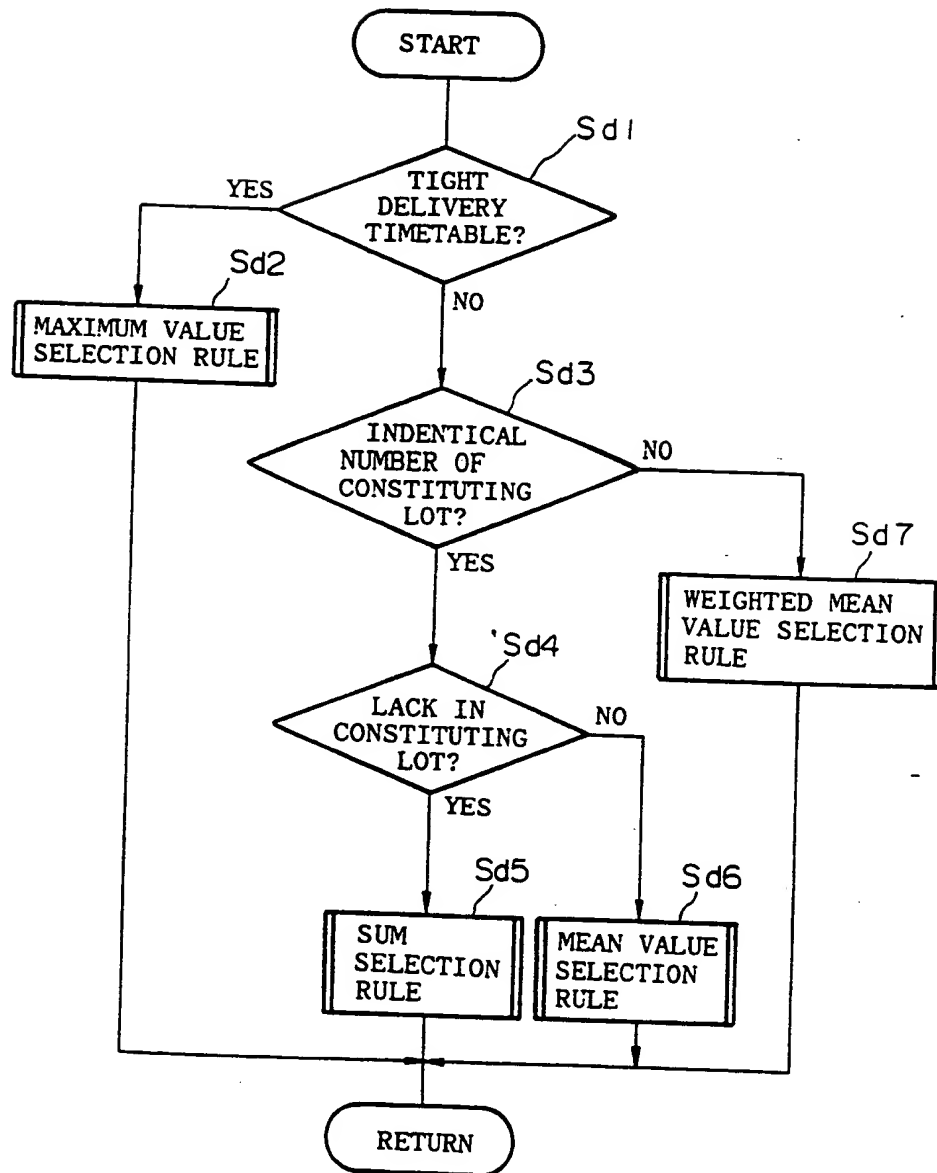 START
Sd1
TIGHT
DELIVERY
TIMETABLE?
YES
NO
Sd2
MAXIMUM VALUE
SELECTION RULE
Sd3
INDENTICAL
NUMBER OF
CONSTITUTING
LOT?
NO
YES
Sd7
WEIGHTED MEAN
VALUE SELECTION
RULE
Sd4
LACK IN
CONSTITUTING
LOT?
NO
YES
Sd5
SUM
SELECTION
RULE
Sd6
MEAN VALUE
SELECTION
RULE
RETURN